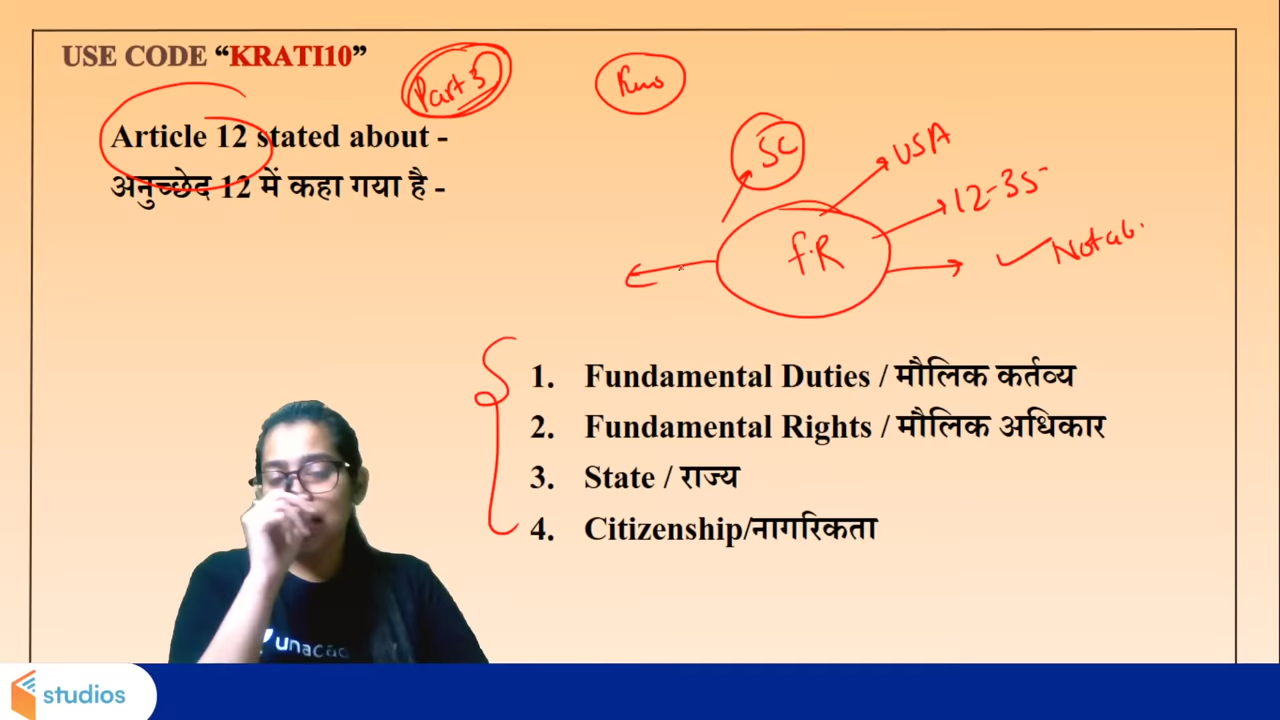 USE CODE “KRATI10”
Part 3
Article 12 stated about -
अनुच्छेद 12 में कहा गया है -
SC
USA
12-35
f.R
Notab.
1. Fundamental Duties / मौलिक कर्तव्य
2. Fundamental Rights / मौलिक अधिकार
3. State / राज्य
4. Citizenship/नागरिकता
unacad
studios